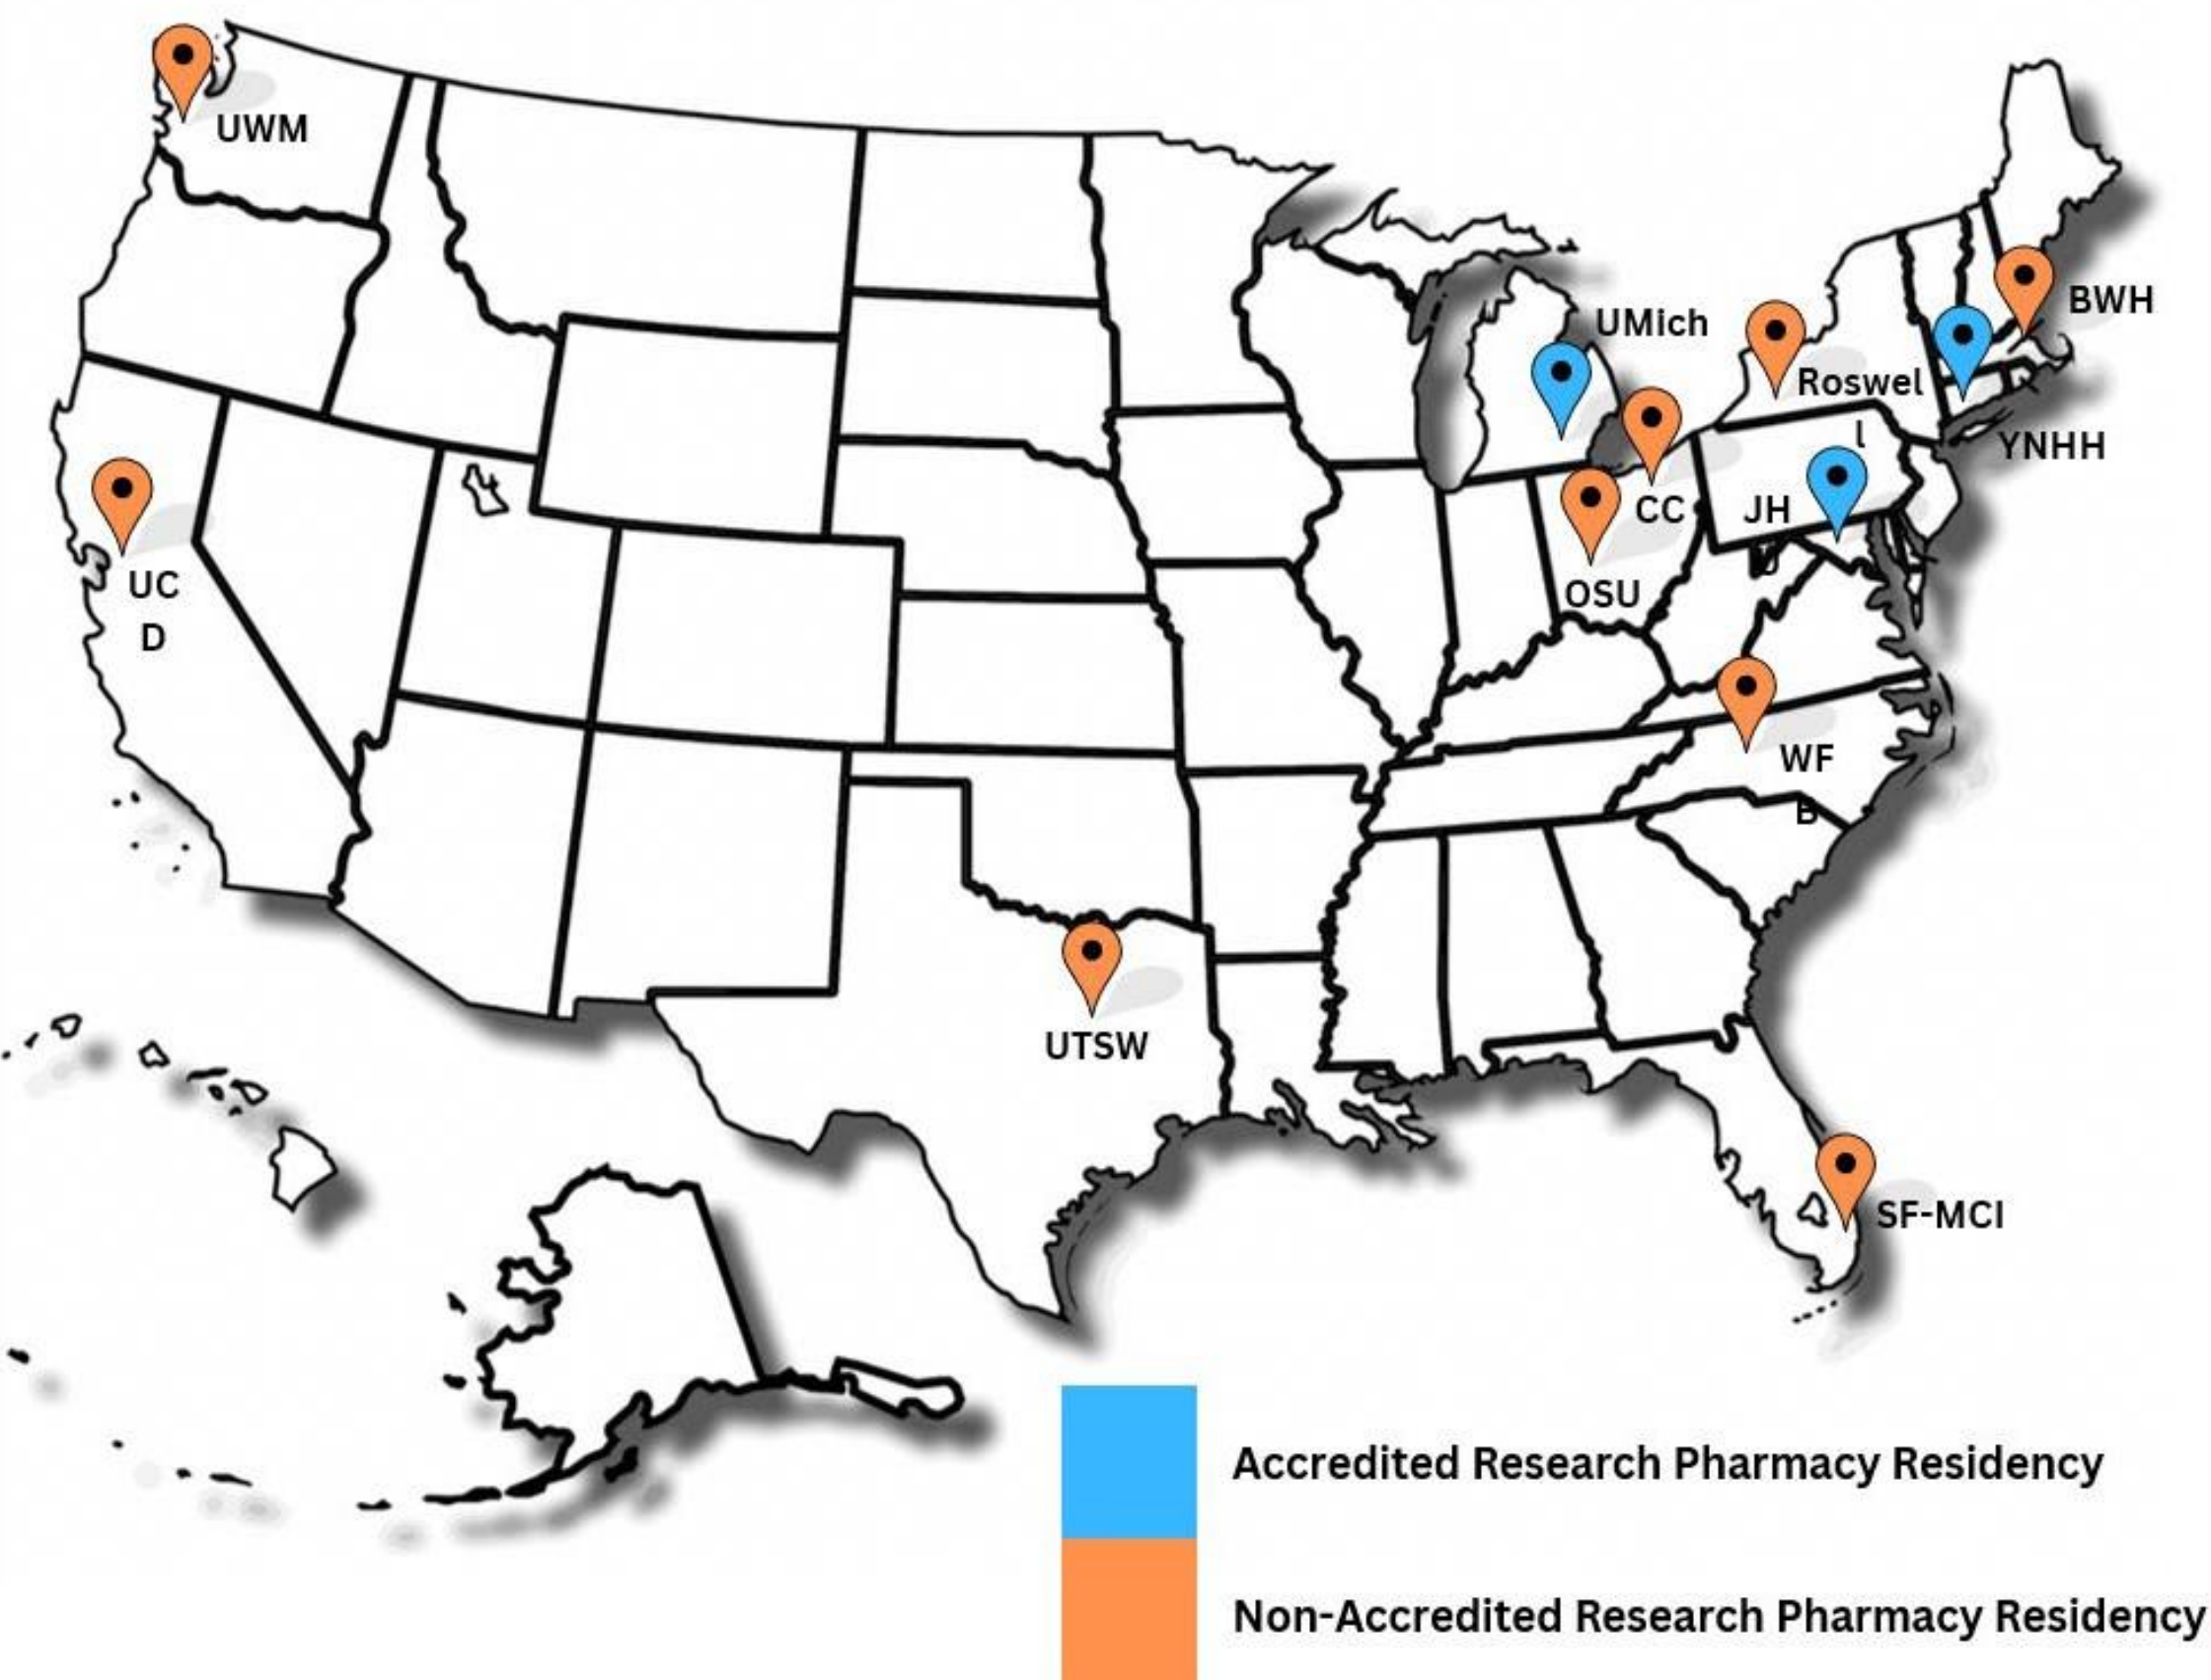 UWM
BWH
UMich
Roswel
l
YNHH
JH
U
CC
UC
D
OSU
WF
B
UTSW
SF-MCI
Accredited Research Pharmacy Residency
Non-Accredited Research Pharmacy Residency